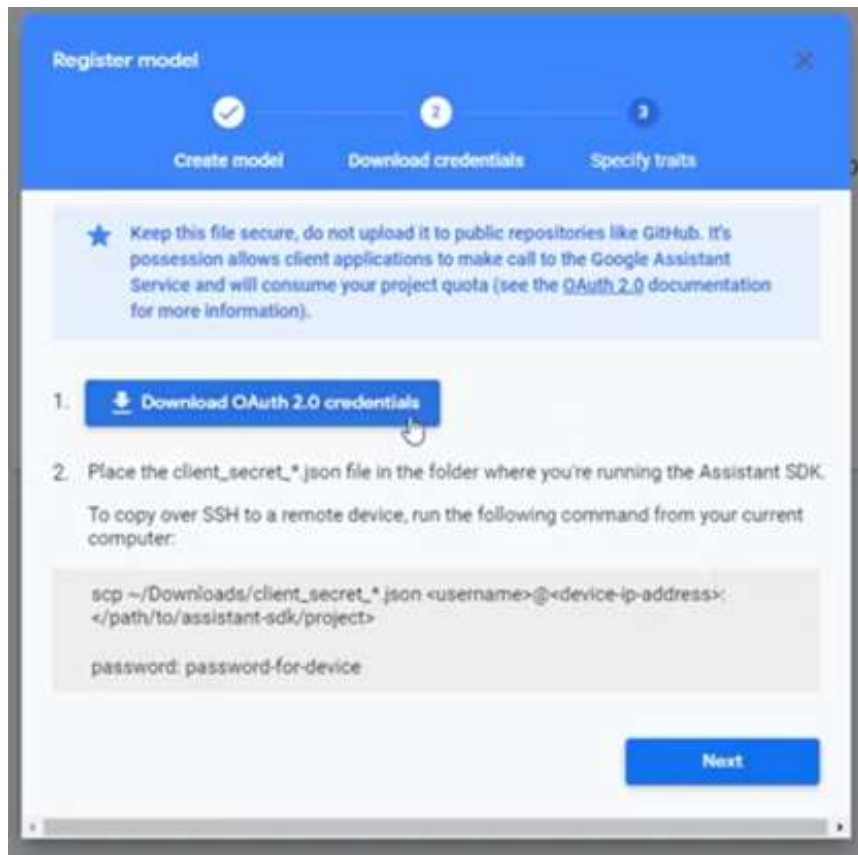 Register model
2
3
Create model
Download credentials
Specify traits
Keep this file secure, do not upload it to public repositories like GitHub. It's
possession allows client applications to make call to the Google Assistant
Service and will consume your project quota (see the OAuth 2.0 documentation
for more information).
1.
Download OAuth 2.0 credentials
2. Place the client_secret_*.json file in the folder where you're running the Assistant SDK.
To copy over SSH to a remote device, run the following command from your current
computer:
scp ~/Downloads/client_secret_*.json <username>@<device-ip-address>:
</path/to/assistant-sdk/project>
password: password-for-device
Next